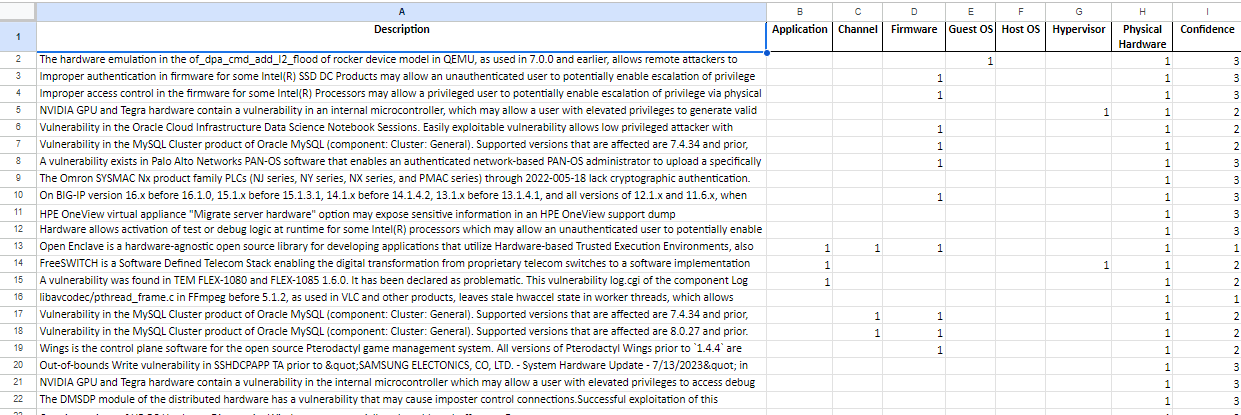 A B C D E F G H I
1 Description Application Channel Firmware Guest OS Host OS Hypervisor Physical Hardware Confidence
2 The hardware emulation in the of_dpa_cmd_add_l2_flood of rocker device model in QEMU, as used in 7.0.0 and earlier, allows remote attackers to 1 1 3
3 Improper authentication in firmware for some Intel(R) SSD DC Products may allow an unauthenticated user to potentially enable escalation of privilege 1 1 3
4 Improper access control in the firmware for some Intel(R) Processors may allow a privileged user to potentially enable escalation of privilege via physical 1 1 3
5 NVIDIA GPU and Tegra hardware contain a vulnerability in an internal microcontroller, which may allow a user with elevated privileges to generate valid 1 1 2
6 Vulnerability in the Oracle Cloud Infrastructure Data Science Notebook Sessions. Easily exploitable vulnerability allows low privileged attacker with 1 1 2
7 Vulnerability in the MySQL Cluster product of Oracle MySQL (component: Cluster: General). Supported versions that are affected are 7.4.34 and prior, 1 1 2
8 A vulnerability exists in Palo Alto Networks PAN-OS software that enables an authenticated network-based PAN-OS administrator to upload a specifically 1 1 3
9 The Omron SYSMAC Nx product family PLCs (NJ series, NY series, NX series, and PMAC series) through 2022-005-18 lack cryptographic authentication. 1 3
10 On BIG-IP version 16.x before 16.1.0, 15.1.x before 15.1.3.1, 14.1.x before 14.1.4.2, 13.1.x before 13.1.4.1, and all versions of 12.1.x and 11.6.x, when 1 1 3
11 HPE OneView virtual appliance "Migrate server hardware" option may expose sensitive information in an HPE OneView support dump 1 3
12 Hardware allows activation of test or debug logic at runtime for some Intel(R) processors which may allow an unauthenticated user to potentially enable 1 3
13 Open Enclave is a hardware-agnostic open source library for developing applications that utilize Hardware-based Trusted Execution Environments, also 1 1 1 1 1
14 FreeSWITCH is a Software Defined Telecom Stack enabling the digital transformation from proprietary telecom switches to a software implementation 1 1 1 2
15 A vulnerability was found in TEM FLEX-1080 and FLEX-1085 1.6.0. It has been declared as problematic. This vulnerability log.cgi of the component Log 1 1 2
16 libavcodec/pthread_frame.c in FFmpeg before 5.1.2, as used in VLC and other products, leaves stale hwaccel state in worker threads, which allows 1 1
17 Vulnerability in the MySQL Cluster product of Oracle MySQL (component: Cluster: General). Supported versions that are affected are 7.4.34 and prior, 1 1 1 2
18 Vulnerability in the MySQL Cluster product of Oracle MySQL (component: Cluster: General). Supported versions that are affected are 8.0.27 and prior. 1 1 1 2
19 Wings is the control plane software for the open source Pterodactyl game management system. All versions of Pterodactyl Wings prior to `1.4.4` are 1 1 2
20 Out-of-bounds Write vulnerability in SSHDCPAPP TA prior to &quot;SAMSUNG ELECTONICS, CO, LTD. - System Hardware Update - 7/13/2023&quot; in 1 3
21 NVIDIA GPU and Tegra hardware contain a vulnerability in the internal microcontroller which may allow a user with elevated privileges to access debug 1 3
22 The DMSDP module of the distributed hardware has a vulnerability that may cause imposter control connections.Successful exploitation of this 1 3